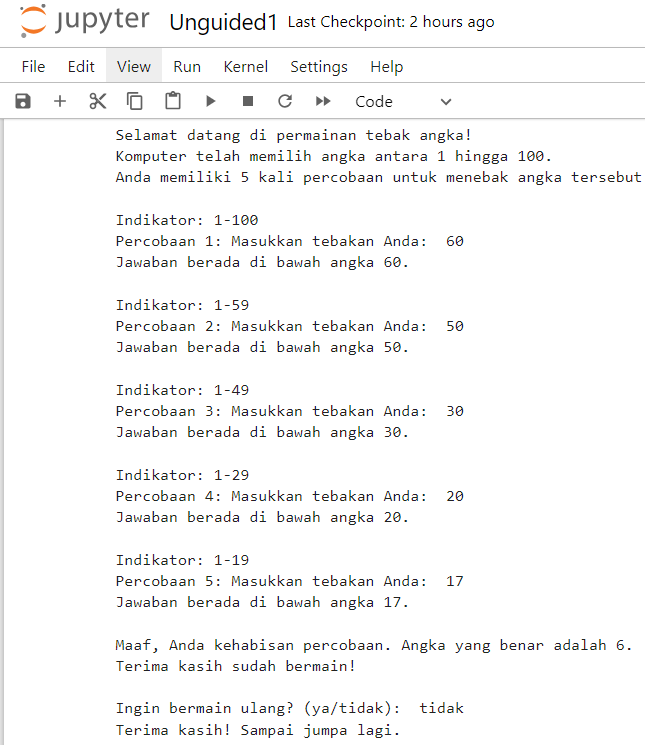 jupyter Unguided1 Last Checkpoint: 2 hours ago
File Edit View Run Kernel Settings Help
Code
Selamat datang di permainan tebak angka!
Komputer telah memilih angka antara 1 hingga 100.
Anda memiliki 5 kali percobaan untuk menebak angka tersebut
Indikator: 1-100
Percobaan 1: Masukkan tebakan Anda: 60
Jawaban berada di bawah angka 60.
Indikator: 1-59
Percobaan 2: Masukkan tebakan Anda: 50
Jawaban berada di bawah angka 50.
Indikator: 1-49
Percobaan 3: Masukkan tebakan Anda: 30
Jawaban berada di bawah angka 30.
Indikator: 1-29
Percobaan 4: Masukkan tebakan Anda: 20
Jawaban berada di bawah angka 20.
Indikator: 1-19
Percobaan 5: Masukkan tebakan Anda: 17
Jawaban berada di bawah angka 17.
Maaf, Anda kehabisan percobaan. Angka yang benar adalah 6.
Terima kasih sudah bermain!
Ingin bermain ulang? (ya/tidak): tidak
Terima kasih! Sampai jumpa lagi.